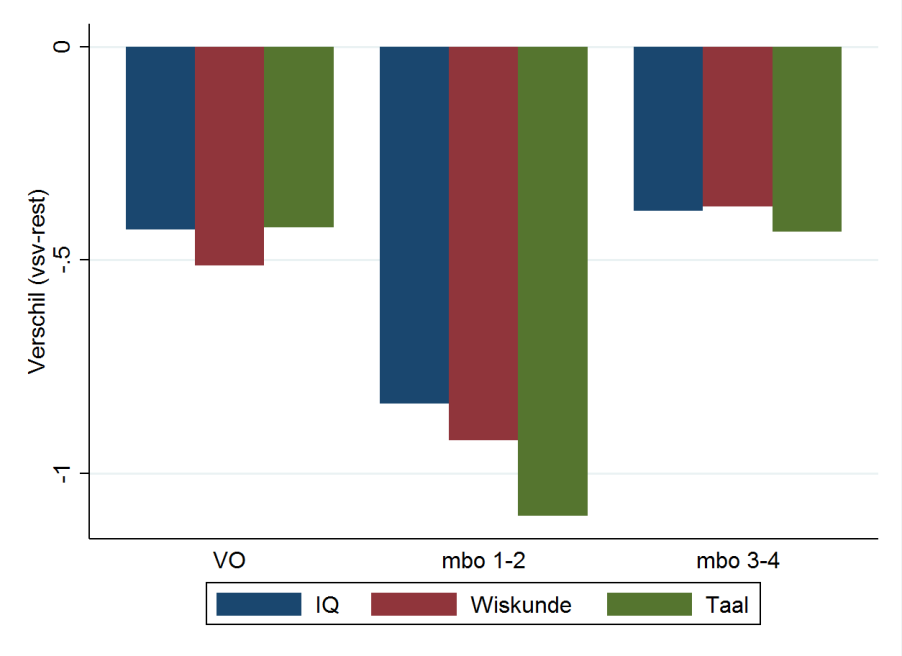 Verschil (vsv-rest)
0
-.5
-1
VO mbo 1-2 mbo 3-4
IQ Wiskunde Taal